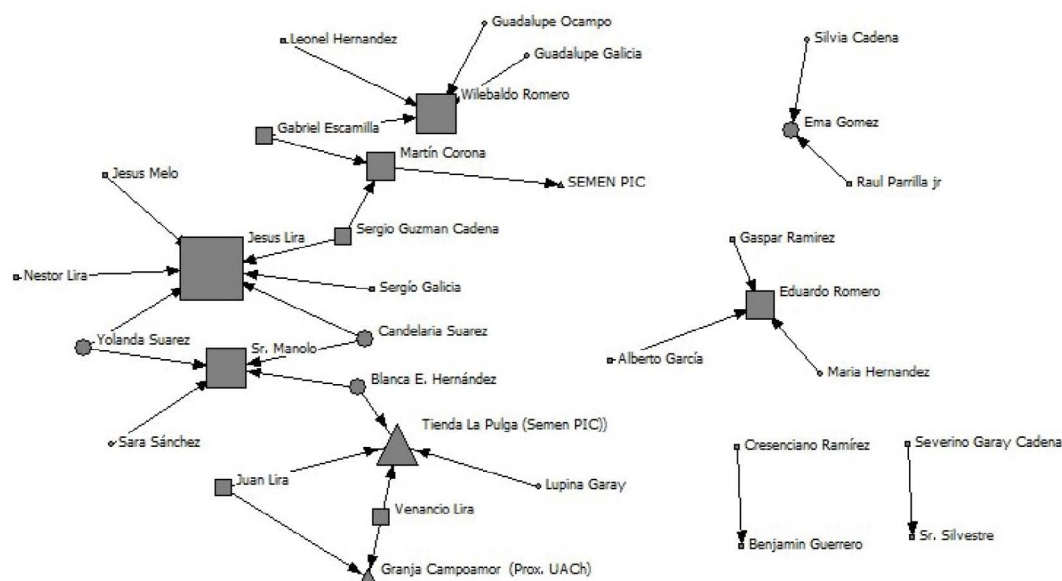 Guadalupe Ocampo
Leonel Hernandez
Silvia Cadena
Guadalupe Galicia
Wilebaldo Romero
Ema Gomez
Gabriel Escamilla
Martín Corona
Jesus Melo
SEMEN PIC
Raul Parrilla jr
Jesus Lira
Sergio Guzman Cadena
Gaspar Ramirez
Nestor Lira
Sergío Galicia
Eduardo Romero
Yolanda Suarez
Candelaria Suarez
Sr. Manolo
Alberto García
Blanca E. Hernández
Maria Hernandez
Tienda La Pulga (Semen PIC))
Sara Sánchez
Cresenciano Ramírez
Severino Garay Cadena
Juan Lira
Lupina Garay
Venancio Lira
Sr. Silvestre
Benjamin Guerrero
Granja Campoamor (Prox. UACh)